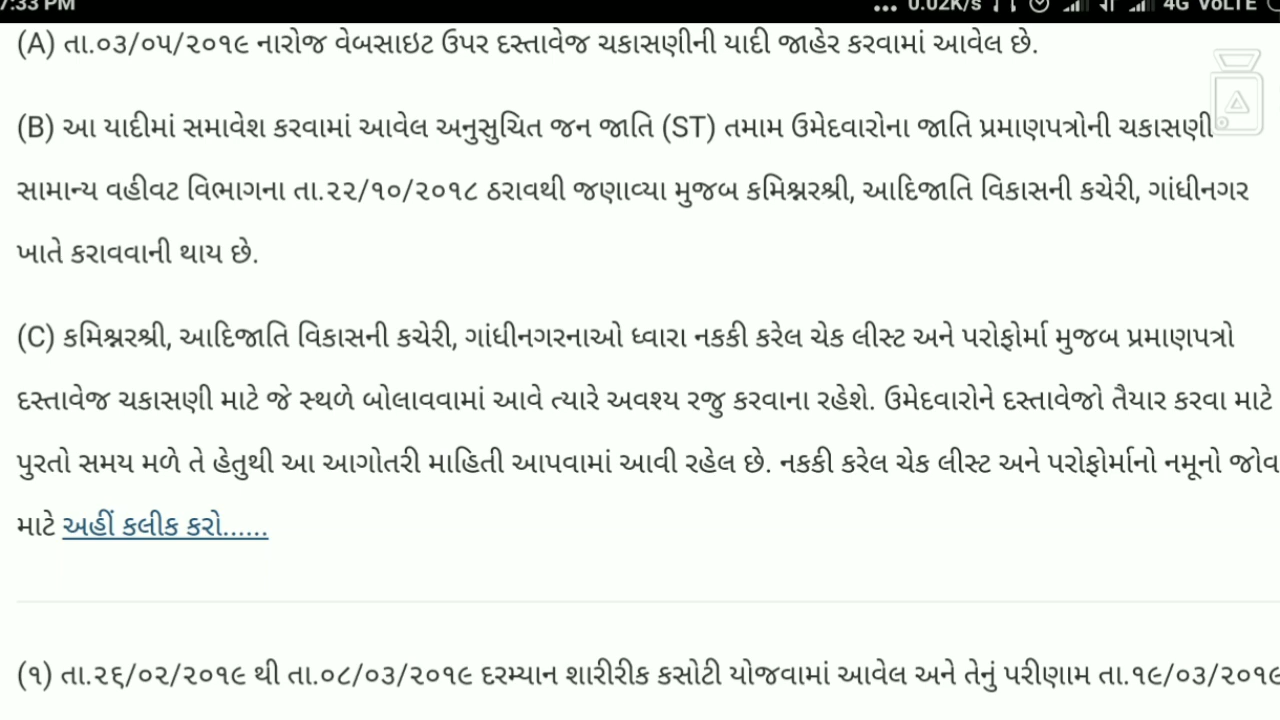 7:33 PM ... 0.02K/s 4G VoLTE
(A) તા.૦૩/૦૫/૨૦૧૯ નારોજ વેબસાઇટ ઉપર દસ્તાવેજ ચકાસણીની યાદી જાહેર કરવામાં આવેલ છે.
(B) આ યાદીમાં સમાવેશ કરવામાં આવેલ અનુસુચિત જન જાતિ (ST) તમામ ઉમેદવારોના જાતિ પ્રમાણપત્રોની ચકાસણી
સામાન્ય વહીવટ વિભાગના તા.૨૨/૧૦/૨૦૧૮ ઠરાવથી જણાવ્યા મુજબ કમિશ્નરશ્રી, આદિજાતિ વિકાસની કચેરી, ગાંધીનગર
ખાતે કરાવવાની થાય છે.
(C) કમિશ્નરશ્રી, આદિજાતિ વિકાસની કચેરી, ગાંધીનગરનાઓ ધ્વારા નકકી કરેલ ચેક લીસ્ટ અને પરોફોર્મા મુજબ પ્રમાણપત્રો
દસ્તાવેજ ચકાસણી માટે જે સ્થળે બોલાવવામાં આવે ત્યારે અવશ્ય રજુ કરવાના રહેશે. ઉમેદવારોને દસ્તાવેજો તૈયાર કરવા માટે
પુરતો સમય મળે તે હેતુથી આ આગોતરી માહિતી આપવામાં આવી રહેલ છે. નકકી કરેલ ચેક લીસ્ટ અને પરોફોર્માનો નમૂનો જોવ
માટે અહીં કલીક કરો......
(૧) તા.૨૬/૦૨/૨૦૧૯ થી તા.૦૮/૦૩/૨૦૧૯ દરમ્યાન શારીરીક કસોટી યોજવામાં આવેલ અને તેનું પરીણામ તા.૧૯/૦૩/૨૦૧૯